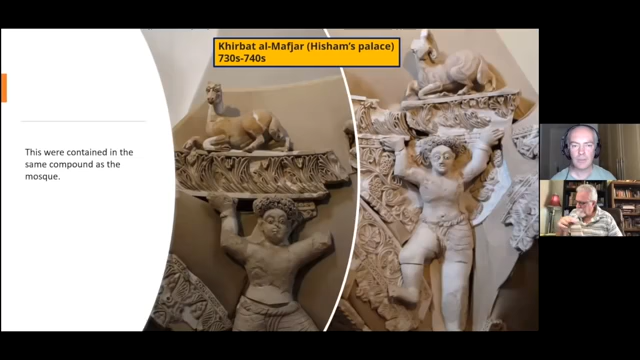 Khirbat al-Mafjar (Hisham's palace)
730s-740s
This were contained in the
same compound as the
mosque.